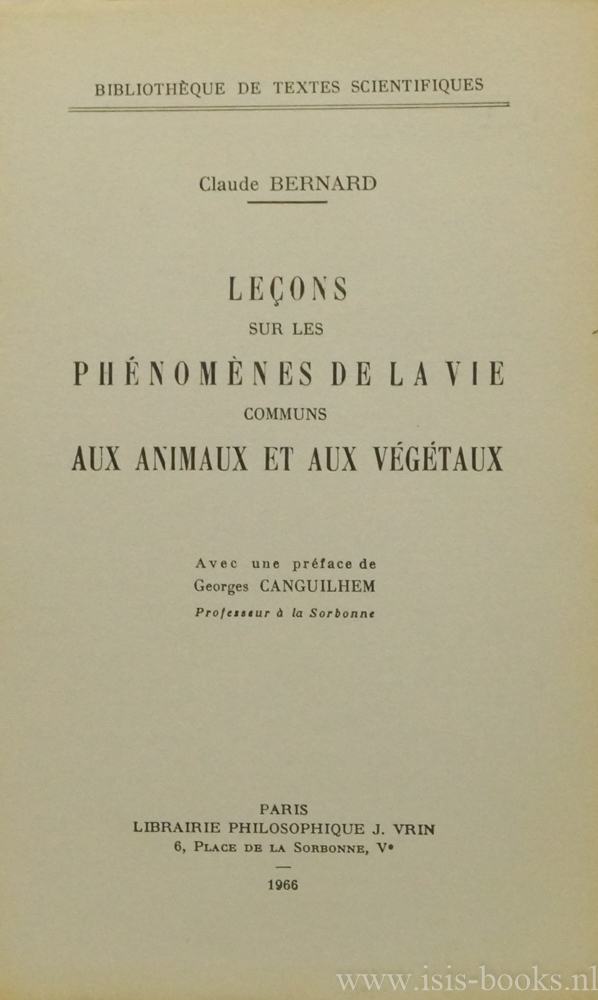 BIBLIOTHÈQUE DE TEXTES SCIENTIFIQUES
Claude BERNARD
LEÇONS
SUR LES
PHÉNOMÈNES DE LA VIE
COMMUNS
AUX ANIMAUX ET AUX VÉGÉTAUX
Avec une préface de
Georges CANGUILHEM
Professeur à la Sorbonne
PARIS
LIBRAIRIE PHILOSOPHIQUE J. VRIN
6, PLACE DE LA SORBONNE, Ve
1966
www.isis-books.nl